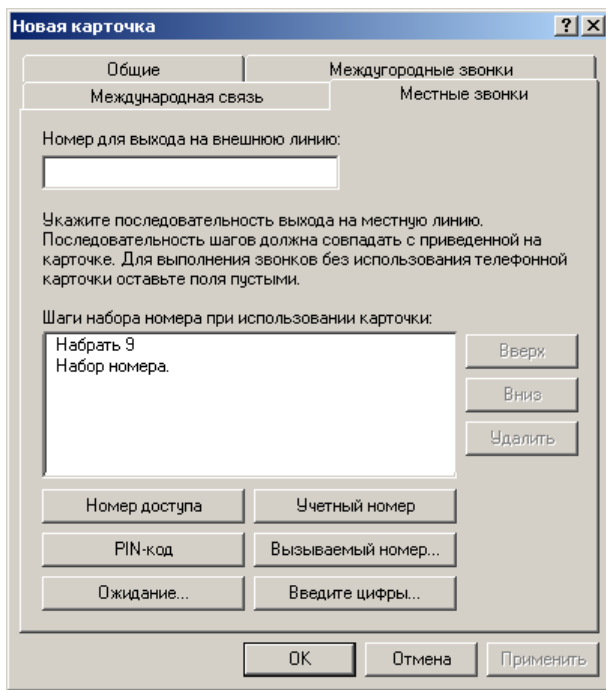 Новая карточка
Общие
Междугородные звонки
Международная связь
Местные звонки
Номер для выхода на внешнюю линию:
Укажите последовательность выхода на местную линию.
Последовательность шагов должна совпадать с приведенной на
карточке. Для выполнения звонков без использования телефонной
карточки оставьте поля пустыми.
Шаги набора номера при использовании карточки:
Набрать 9
Набор номера.
Вверх
Вниз
Удалить
Номер доступа
Учетный номер
PIN-код
Вызываемый номер...
Ожидание...
Введите цифры...
OK
Отмена
Применить